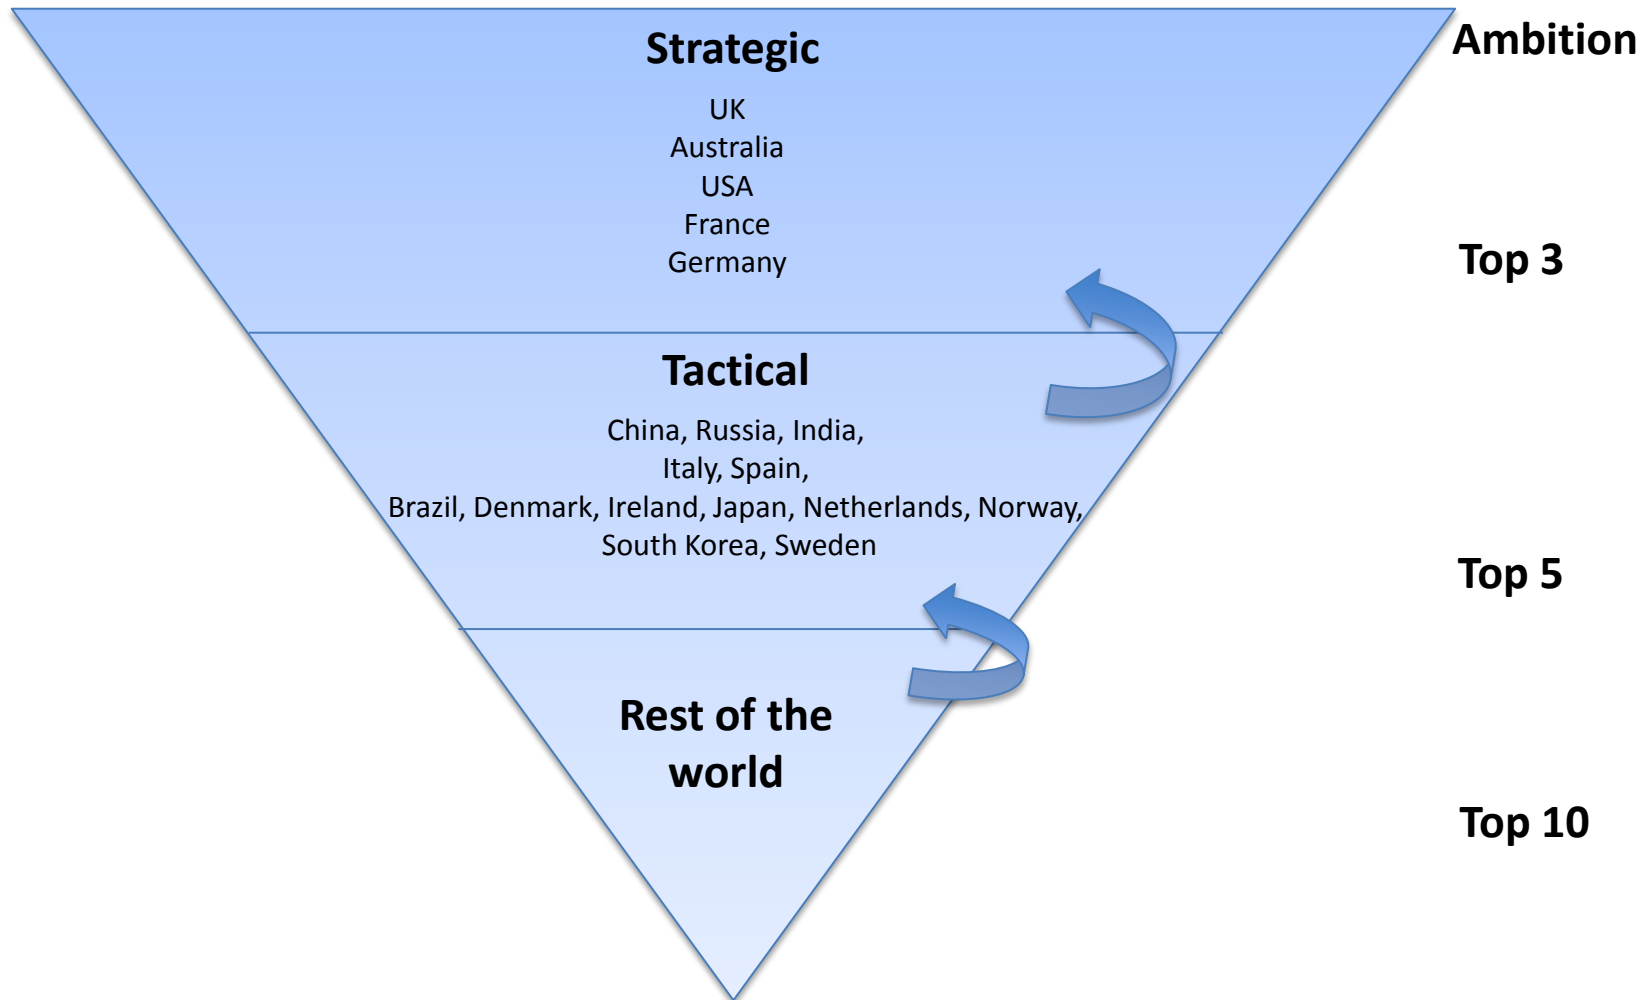 Strategic
Ambition
UK
Australia
USA
France
Germany
Top 3
Tactical
China, Russia, India,
Italy, Spain,
Brazil, Denmark, Ireland, Japan, Netherlands, Norway,
South Korea, Sweden
Top 5
Rest of the
world
Top 10